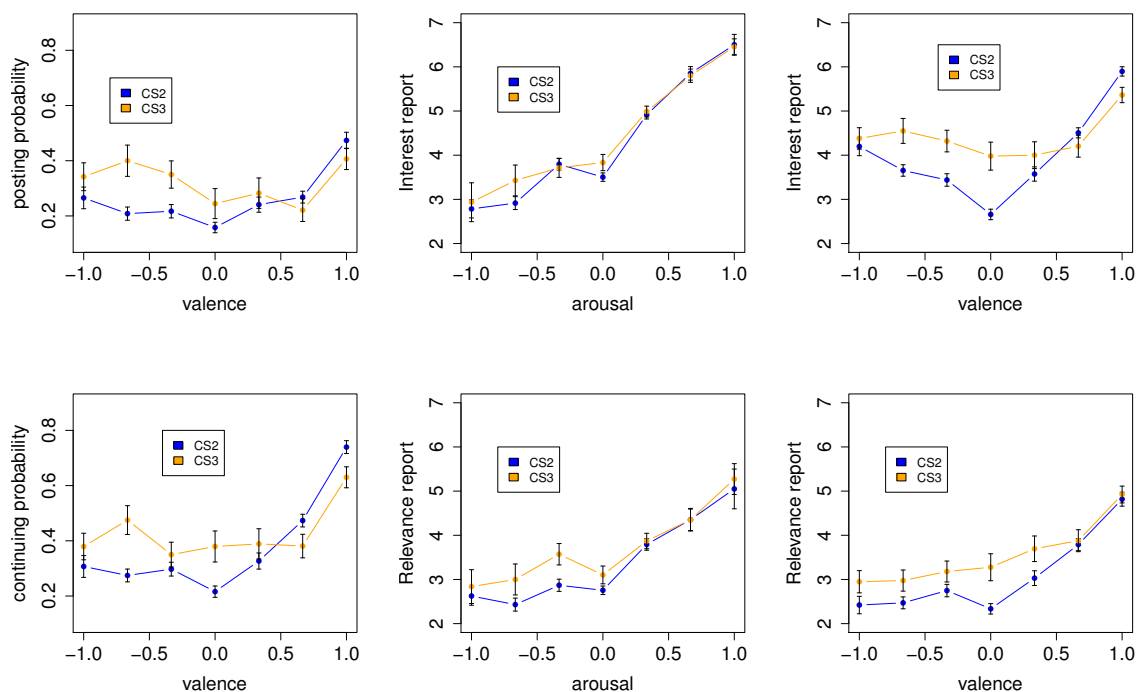 posting probability
0.2 0.4 0.6 0.8
CS2
CS3
−1.0 −0.5 0.0 0.5 1.0
valence
Interest report
2 3 4 5 6 7
CS2
CS3
−1.0 −0.5 0.0 0.5 1.0
arousal
Interest report
2 3 4 5 6 7
CS2
CS3
−1.0 −0.5 0.0 0.5 1.0
valence
continuing probability
0.2 0.4 0.6 0.8
CS2
CS3
−1.0 −0.5 0.0 0.5 1.0
valence
Relevance report
2 3 4 5 6 7
CS2
CS3
−1.0 −0.5 0.0 0.5 1.0
arousal
Relevance report
2 3 4 5 6 7
CS2
CS3
−1.0 −0.5 0.0 0.5 1.0
valence